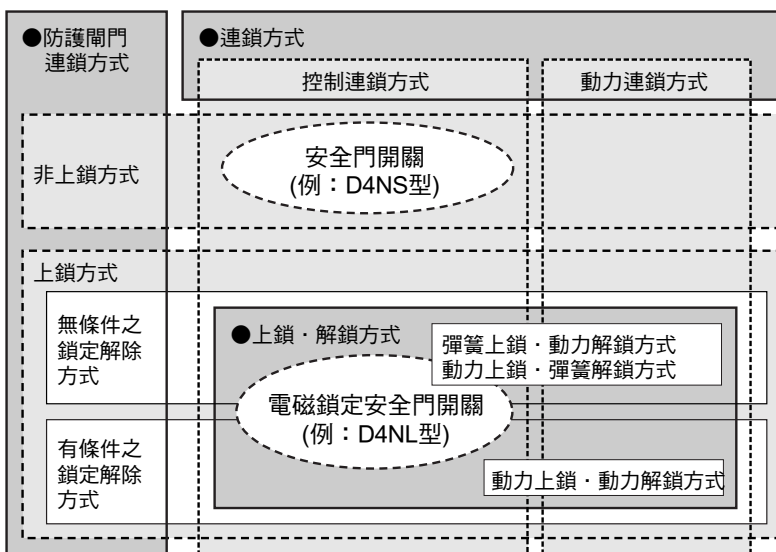 ●防護閘門
連鎖方式
●連鎖方式
控制連鎖方式
動力連鎖方式
非上鎖方式
安全門開關
(例：D4NS型)
上鎖方式
無條件之
鎖定解除
方式
●上鎖．解鎖方式
彈簧上鎖．動力解鎖方式
動力上鎖．彈簧解鎖方式
電磁鎖定安全門開關
(例：D4NL型)
有條件之
鎖定解除
方式
動力上鎖．動力解鎖方式